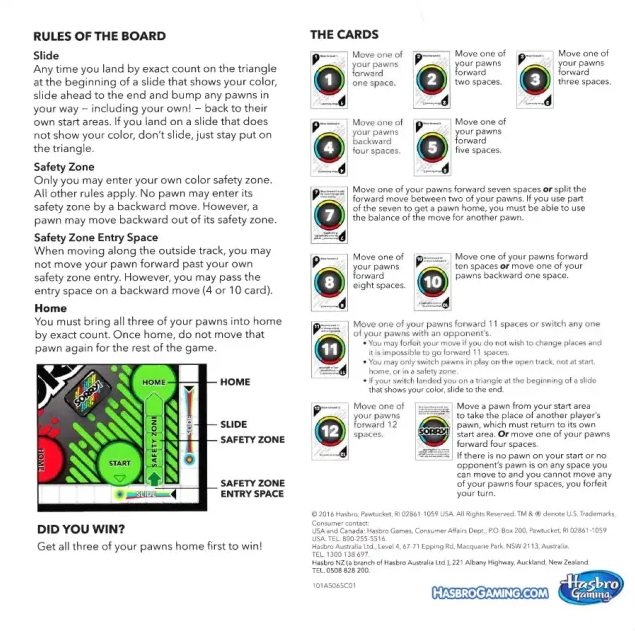 RULES OF THE BOARD
Slide
Any time you land by exact count on the triangle
at the beginning of a slide that shows your color,
slide ahead to the end and bump any pawns in
your way – including your own! – back to their
own start areas. If you land on a slide that does
not show your color, don't slide, just stay put on
the triangle.
Safety Zone
Only you may enter your own color safety zone.
All other rules apply. No pawn may enter its
safety zone by a backward move. However, a
pawn may move backward out of its safety zone.
Safety Zone Entry Space
When moving along the outside track, you may
not move your pawn forward past your own
safety zone entry. However, you may pass the
entry space on a backward move (4 or 10 card).
Home
You must bring all three of your pawns into home
by exact count. Once home, do not move that
pawn again for the rest of the game.
SORRY!
HOME
START
SAFETY ZONE
SLIDE
SLIDE
HOME
SLIDE
SAFETY ZONE
SAFETY ZONE
ENTRY SPACE
DID YOU WIN?
Get all three of your pawns home first to win!
THE CARDS
1
Move one of
your pawns
forward
one space.
2
Move one of
your pawns
forward
two spaces.
3
Move one of
your pawns
forward
three spaces.
4
Move one of
your pawns
backward
four spaces.
5
Move one of
your pawns
forward
five spaces.
7
Move one of your pawns forward seven spaces or split the
forward move between two of your pawns. If you use part
of the seven to get a pawn home, you must be able to use
the balance of the move for another pawn.
8
Move one of
your pawns
forward
eight spaces.
10
Move one of your pawns forward
ten spaces or move one of your
pawns backward one space.
11
Move one of your pawns forward 11 spaces or switch any one
of your pawns with an opponent's.
• You may forfeit your move if you do not wish to change places and
it is impossible to go forward 11 spaces.
• You may only switch pawns in play on the open track, not at start,
home, or in a safety zone.
• If your switch landed you on a triangle at the beginning of a slide
that shows your color, slide to the end.
12
Move one of
your pawns
forward 12
spaces.
SORRY!
Move a pawn from your start area
to take the place of another player's
pawn, which must return to its own
start area. Or move one of your pawns
forward four spaces.
If there is no pawn on your start or no
opponent's pawn is on any space you
can move to and you cannot move any
of your pawns four spaces, you forfeit
your turn.
© 2016 Hasbro, Pawtucket, RI 02861-1059 USA. All Rights Reserved. TM & ® denote U.S. Trademarks.
Consumer contact:
USA and Canada: Hasbro Games, Consumer Affairs Dept., P.O. Box 200, Pawtucket, RI 02861-1059
USA. TEL. 800-255-5516.
Hasbro Australia Ltd., Level 4, 67-71 Epping Rd, Macquarie Park, NSW 2113, Australia.
TEL. 1300 138 697.
Hasbro NZ (a branch of Hasbro Australia Ltd.), 221 Albany Highway, Auckland, New Zealand.
TEL. 0508 828 200.
101A5065C01
HASBROGAMING.COM
Hasbro
Gaming